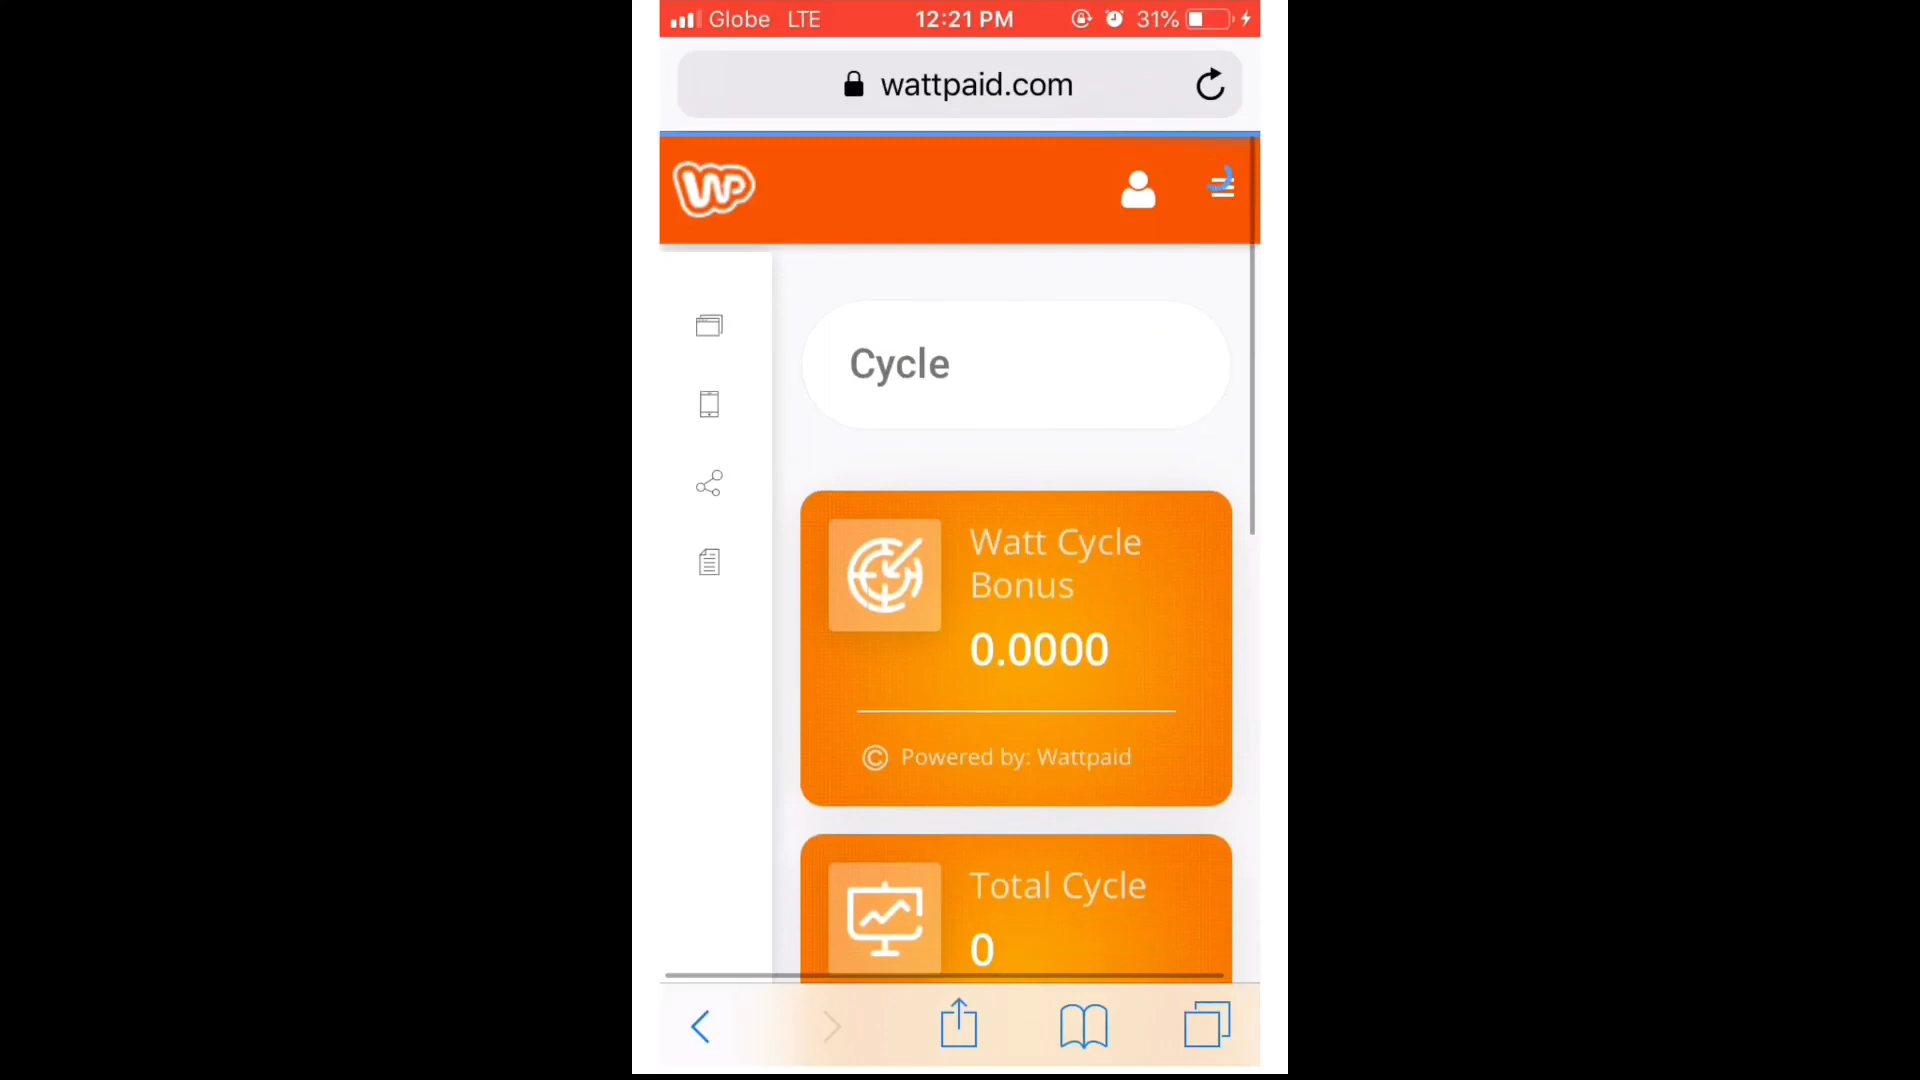 Globe LTE 12:21 PM 31%
wattpaid.com
WP
Cycle
Watt Cycle
Bonus
0.0000
© Powered by: Wattpaid
Total Cycle
0